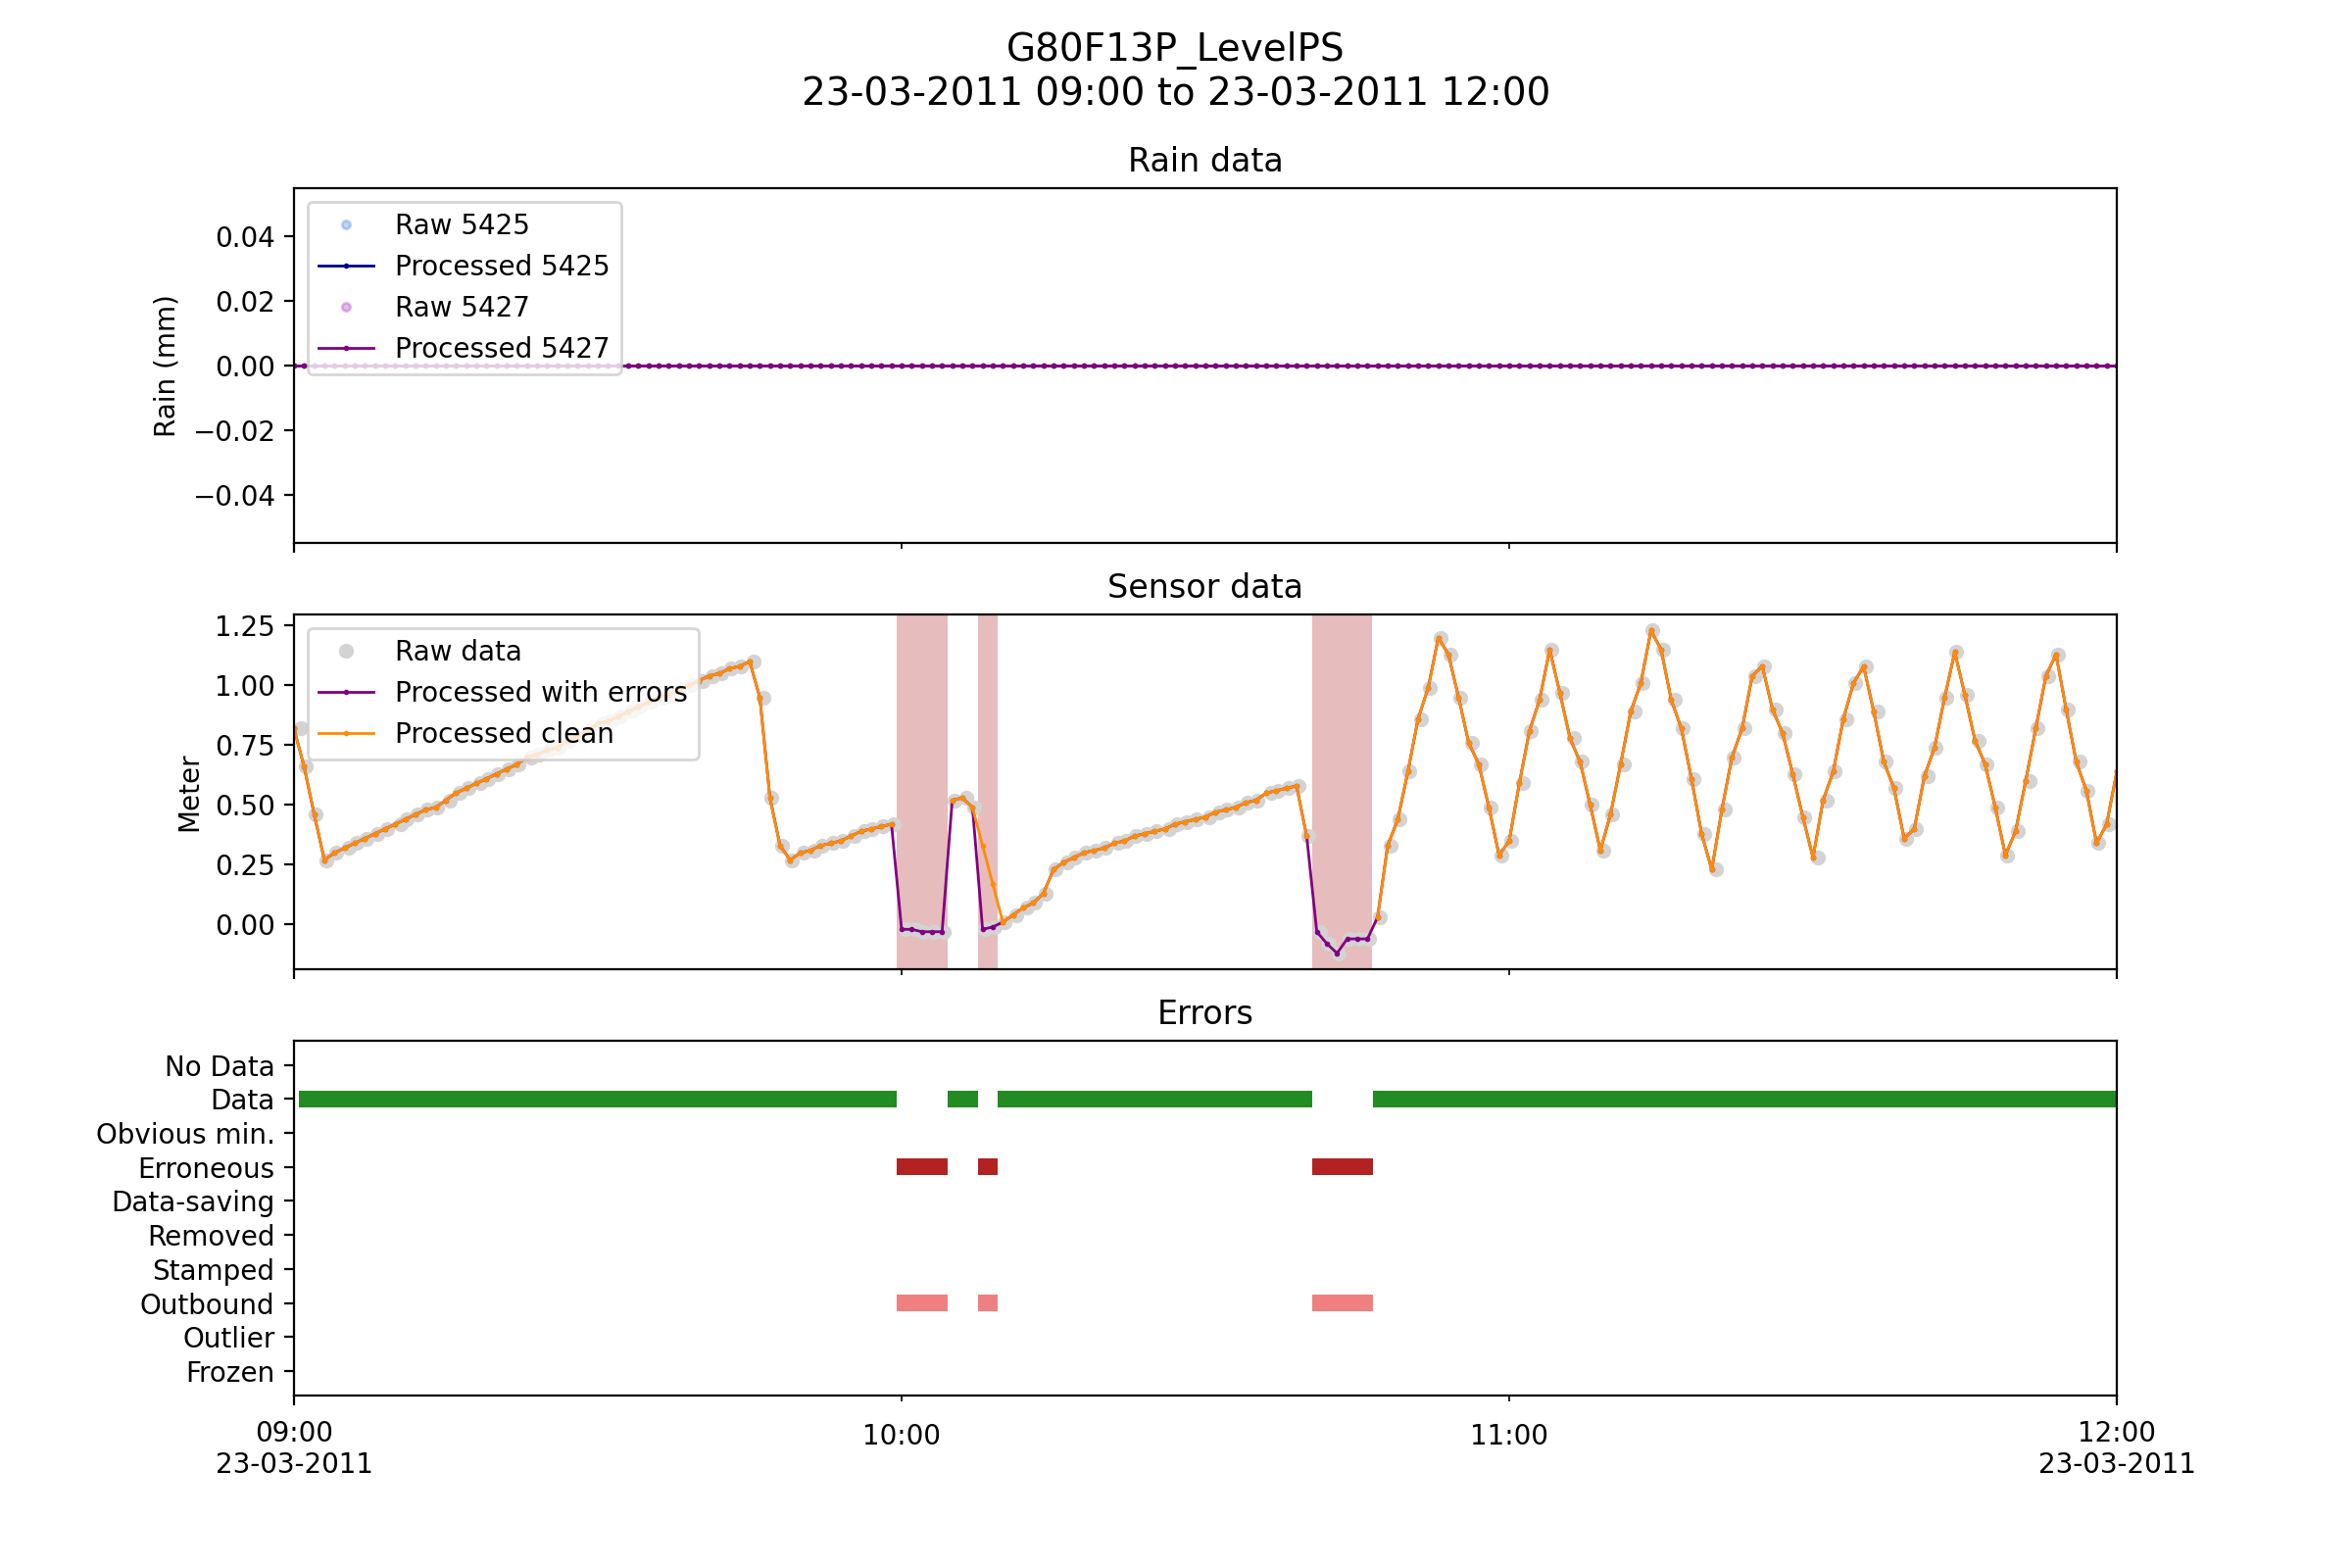 G80F13P_LevelPS
23-03-2011 09:00 to 23-03-2011 12:00
Rain data
Rain (mm)
0.04
0.02
0.00
−0.02
−0.04
Raw 5425
Processed 5425
Raw 5427
Processed 5427
Sensor data
Meter
1.25
1.00
0.75
0.50
0.25
0.00
Raw data
Processed with errors
Processed clean
Errors
No Data
Data
Obvious min.
Erroneous
Data-saving
Removed
Stamped
Outbound
Outlier
Frozen
09:00
23-03-2011
10:00
11:00
12:00
23-03-2011